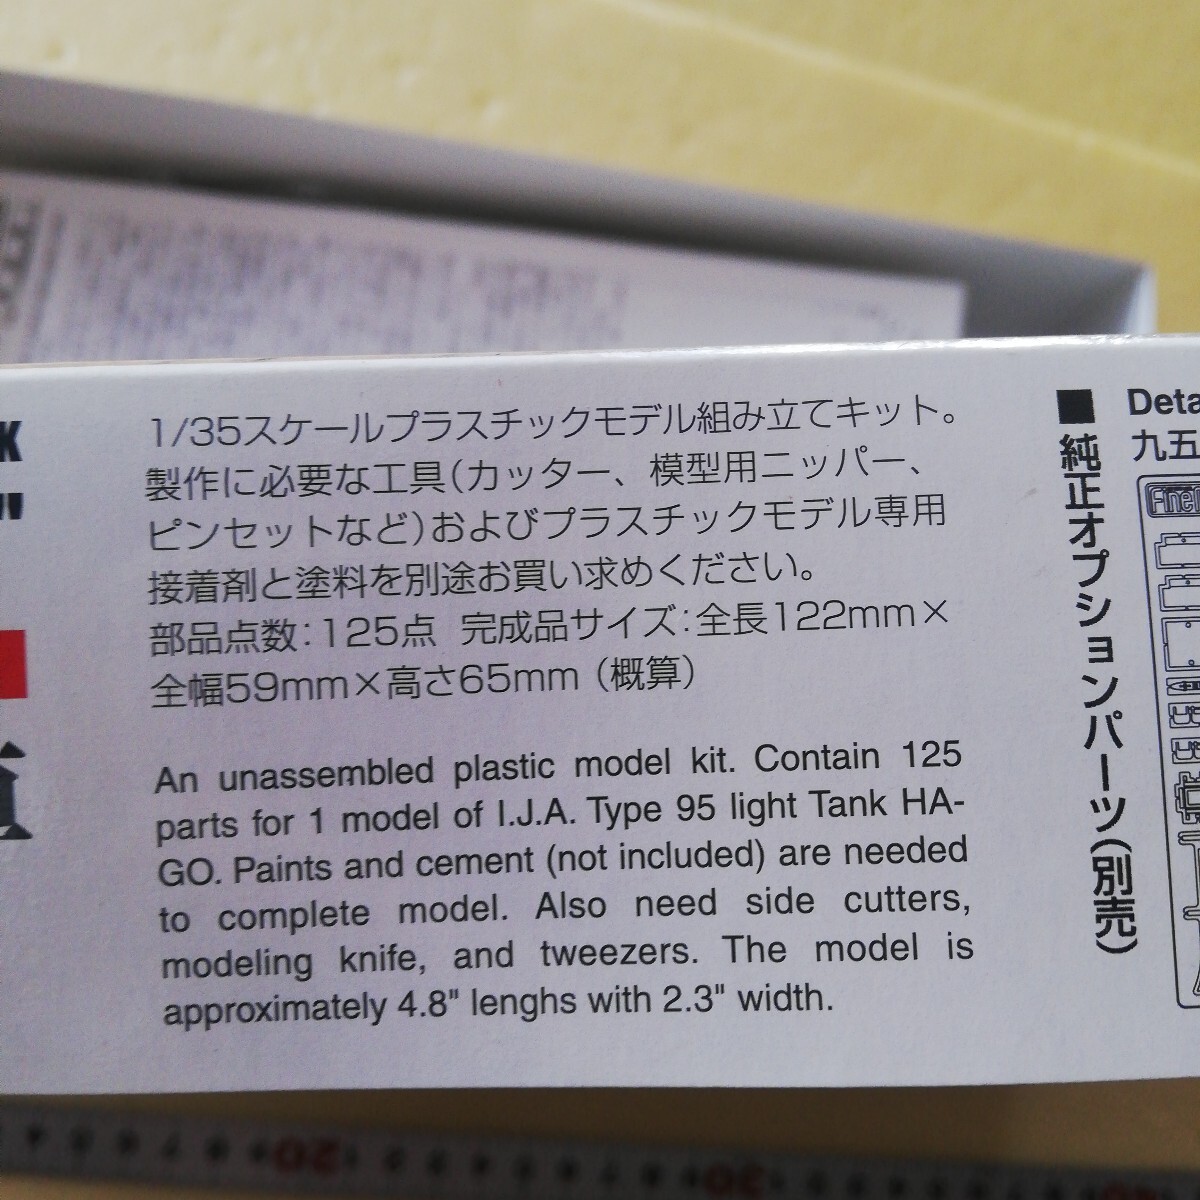 1/35スケールプラスチックモデル組み立てキット。
製作に必要な工具(カッター、模型用ニッパー、
ピンセットなど)およびプラスチックモデル専用
接着剤と塗料を別途お買い求めください。
部品点数:125点 完成品サイズ:全長122mm×
全幅59mm×高さ65mm (概算)
An unassembled plastic model kit. Contain 125
parts for 1 model of I.J.A. Type 95 light Tank HA-
GO. Paints and cement (not included) are needed
to complete model. Also need side cutters,
modeling knife, and tweezers. The model is
approximately 4.8" lenghs with 2.3" width.
■純正オプションパーツ(別売)
九五
20
30